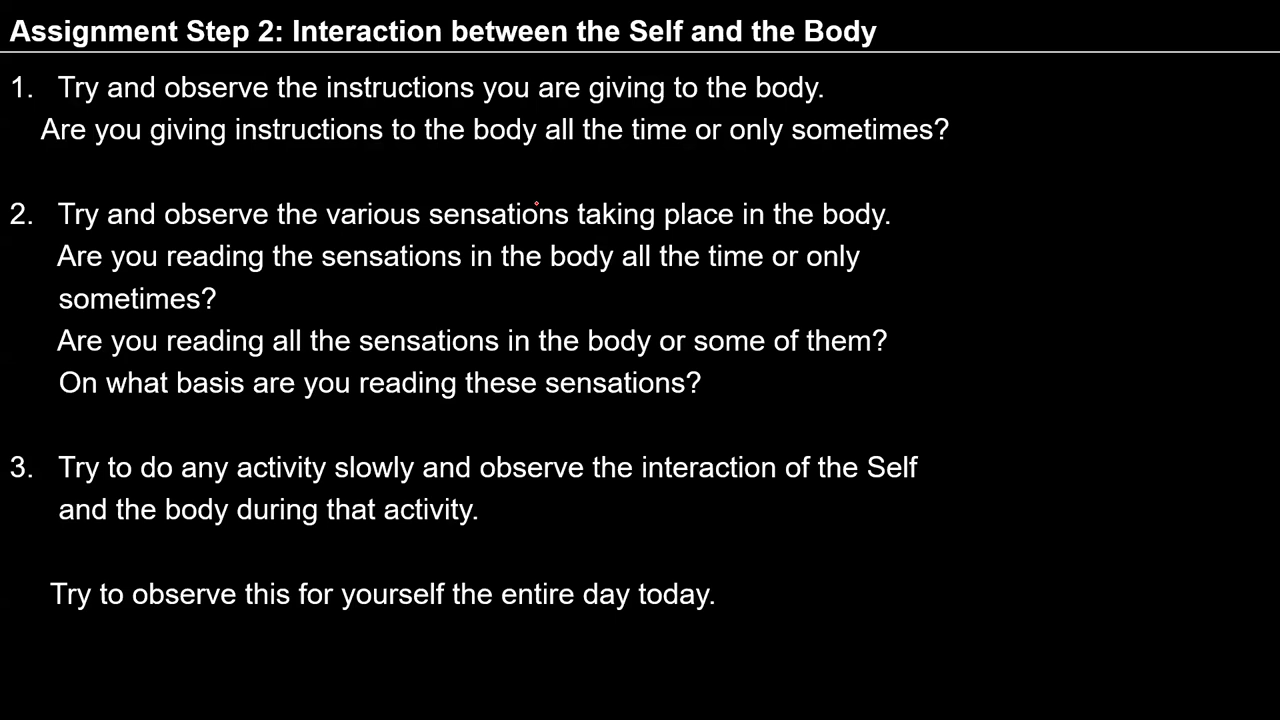 Assignment Step 2: Interaction between the Self and the Body
1. Try and observe the instructions you are giving to the body.
Are you giving instructions to the body all the time or only sometimes?
2. Try and observe the various sensations taking place in the body.
Are you reading the sensations in the body all the time or only
sometimes?
Are you reading all the sensations in the body or some of them?
On what basis are you reading these sensations?
3. Try to do any activity slowly and observe the interaction of the Self
and the body during that activity.
Try to observe this for yourself the entire day today.